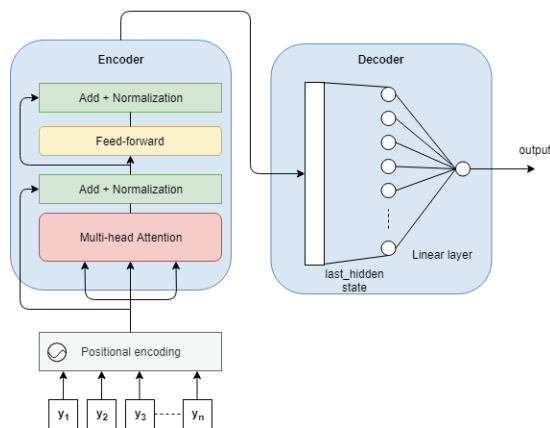 Encoder
Add + Normalization
Feed-forward
Add + Normalization
Multi-head Attention
Positional encoding
y1 y2 y3 yn
Decoder
last_hidden
state
Linear layer
output